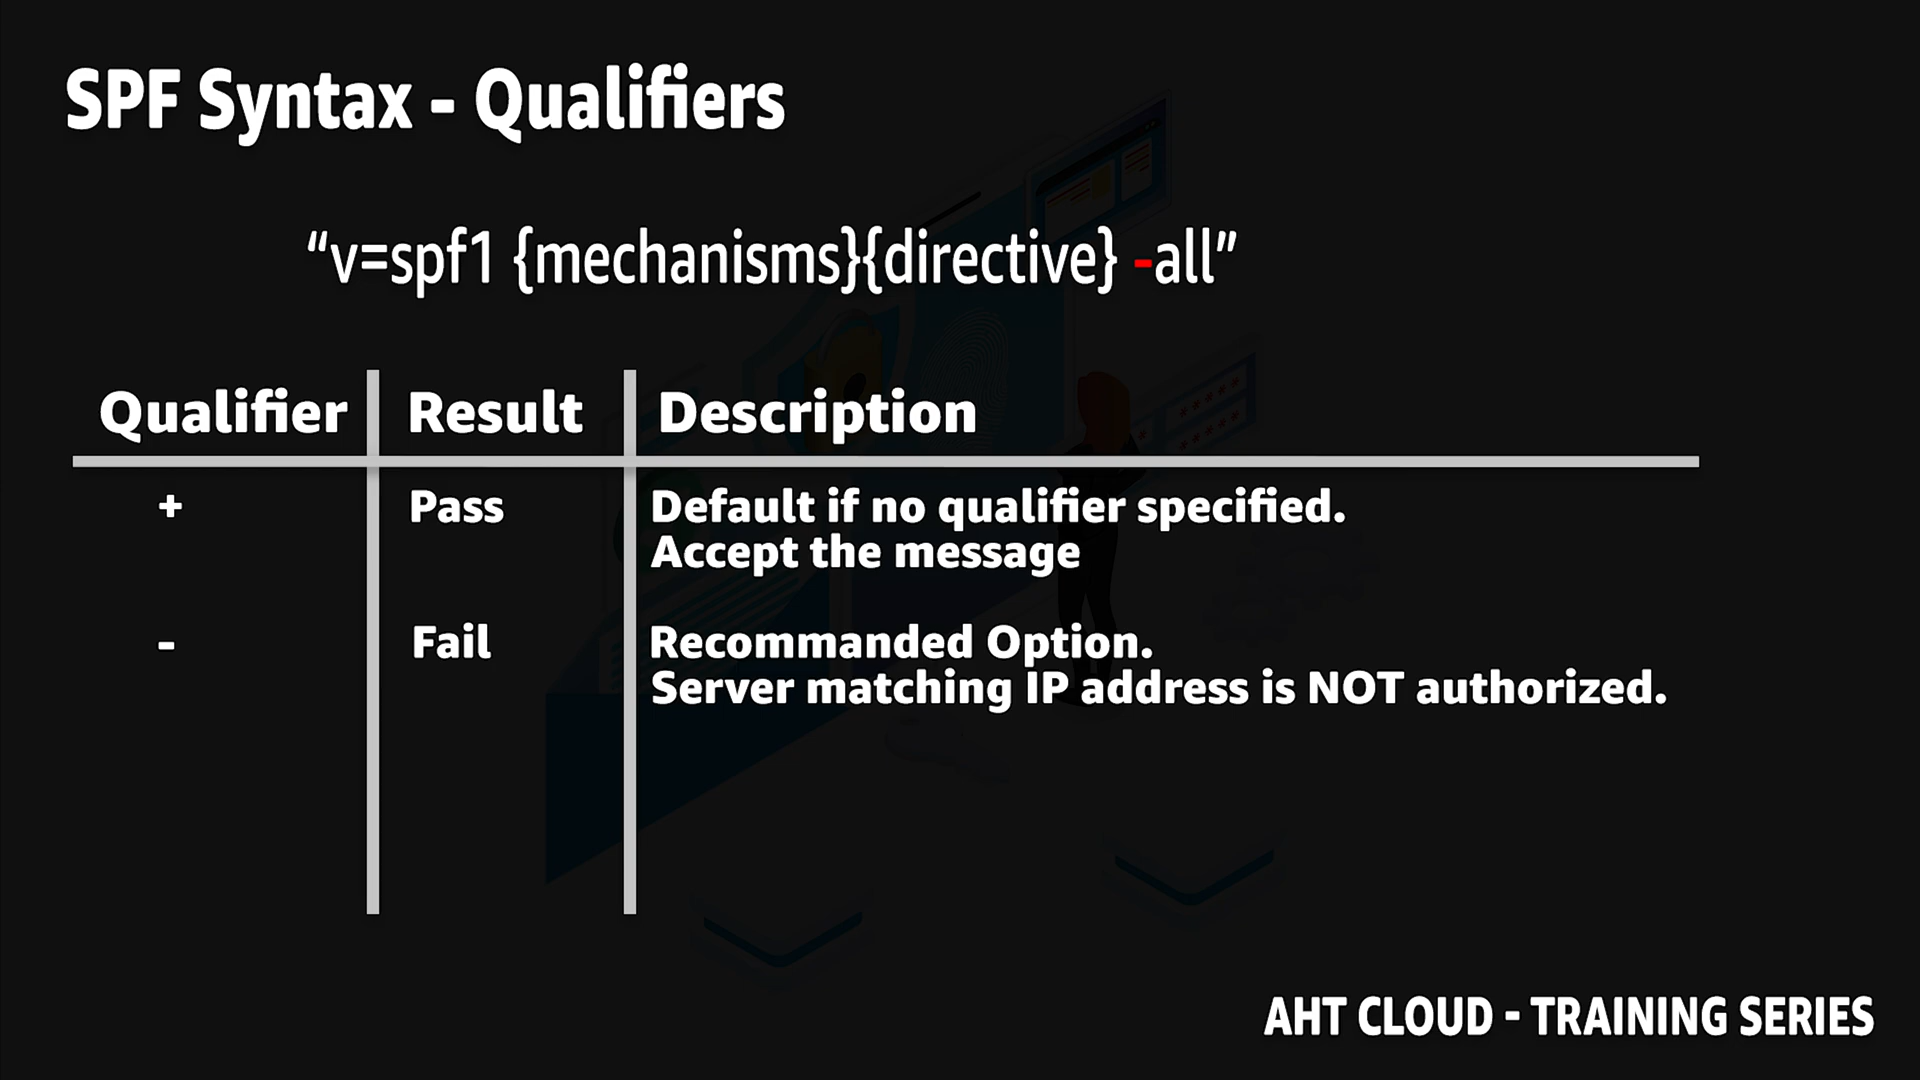 SPF Syntax - Qualifiers
“v=spf1 {mechanisms}{directive} -all”
Qualifier Result Description
+ Pass Default if no qualifier specified.
Accept the message
- Fail Recommanded Option.
Server matching IP address is NOT authorized.
AHT CLOUD - TRAINING SERIES